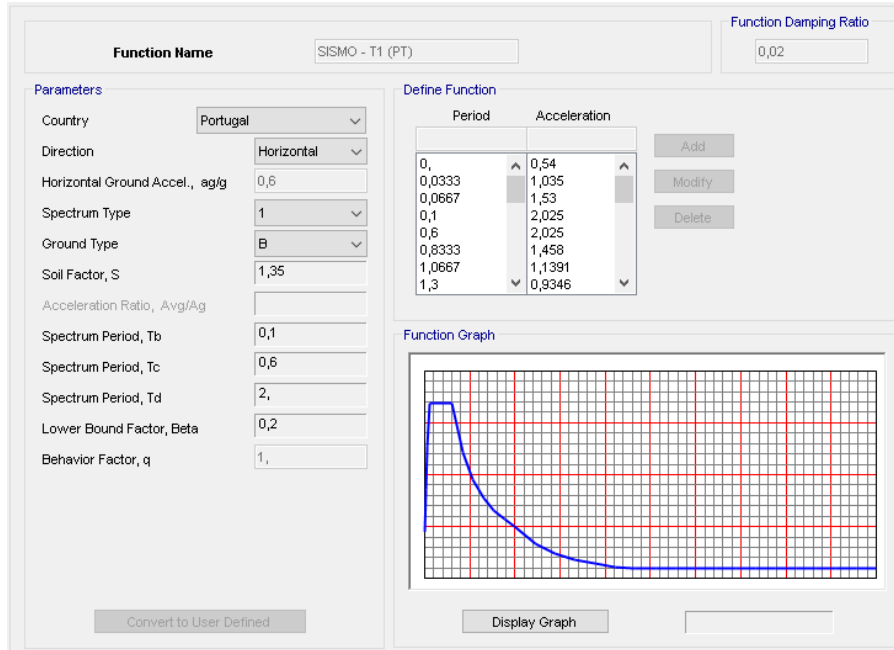 Function Name
SISMO - T1 (PT)
Function Damping Ratio
0,02
Parameters
Country
Portugal
Direction
Horizontal
Horizontal Ground Accel., ag/g
0,6
Spectrum Type
1
Ground Type
B
Soil Factor, S
1,35
Acceleration Ratio, Avg/Ag
Spectrum Period, Tb
0,1
Spectrum Period, Tc
0,6
Spectrum Period, Td
2,
Lower Bound Factor, Beta
0,2
Behavior Factor, q
1,
Convert to User Defined
Define Function
Period Acceleration
0, 0,54
0,0333 1,035
0,0667 1,53
0,1 2,025
0,6 2,025
0,8333 1,458
1,0667 1,1391
1,3 0,9346
Add
Modify
Delete
Function Graph
Display Graph